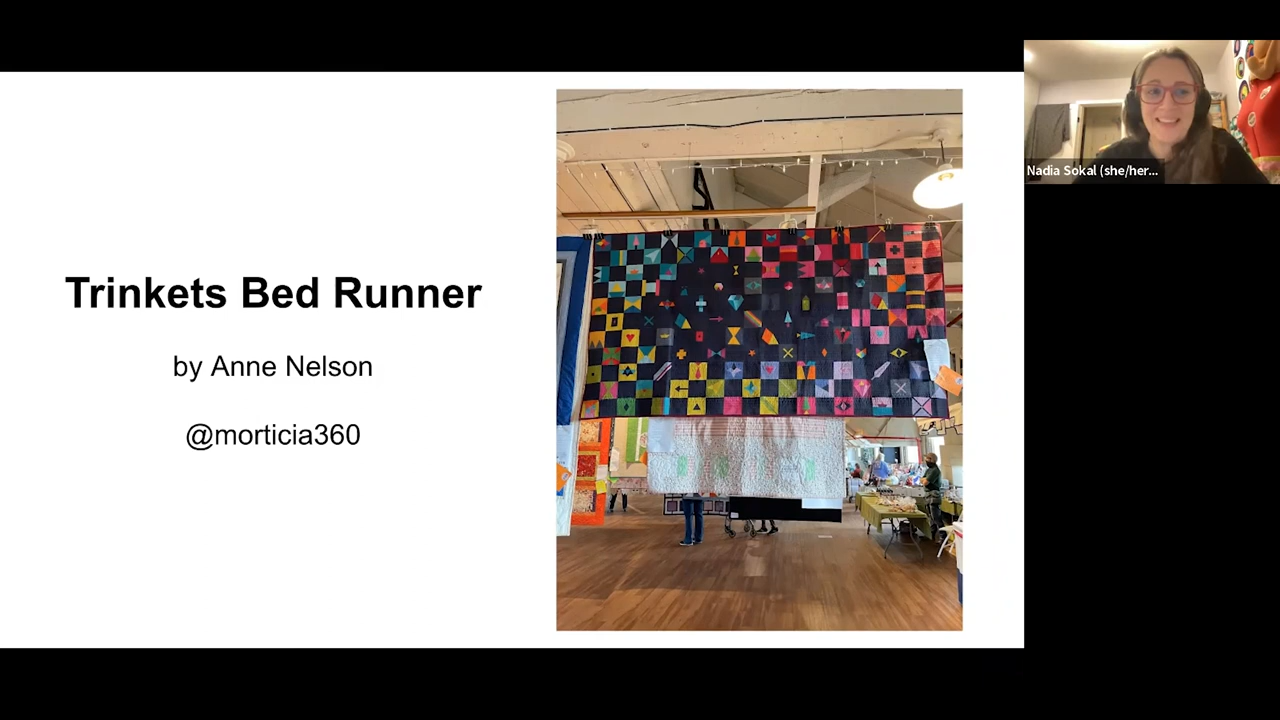 Trinkets Bed Runner
by Anne Nelson
@morticia360
Nadia Sokal (she/her...